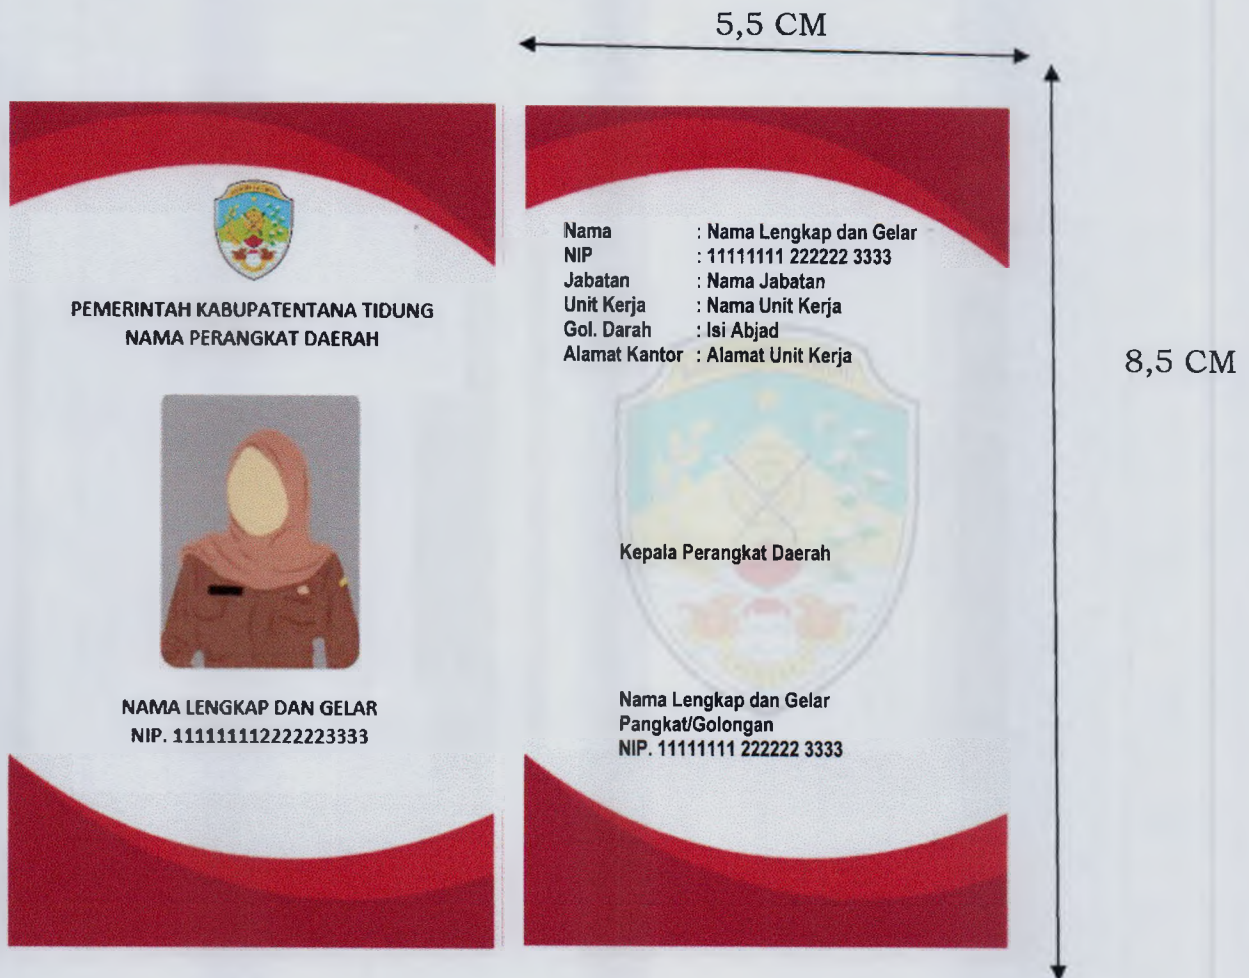 5,5 CM
PEMERINTAH KABUPATENTANA TIDUNG
NAMA PERANGKAT DAERAH
NAMA LENGKAP DAN GELAR
NIP. 111111112222223333
Nama : Nama Lengkap dan Gelar
NIP : 11111111 222222 3333
Jabatan : Nama Jabatan
Unit Kerja : Nama Unit Kerja
Gol. Darah : Isi Abjad
Alamat Kantor : Alamat Unit Kerja
Kepala Perangkat Daerah
Nama Lengkap dan Gelar
Pangkat/Golongan
NIP. 11111111 222222 3333
8,5 CM